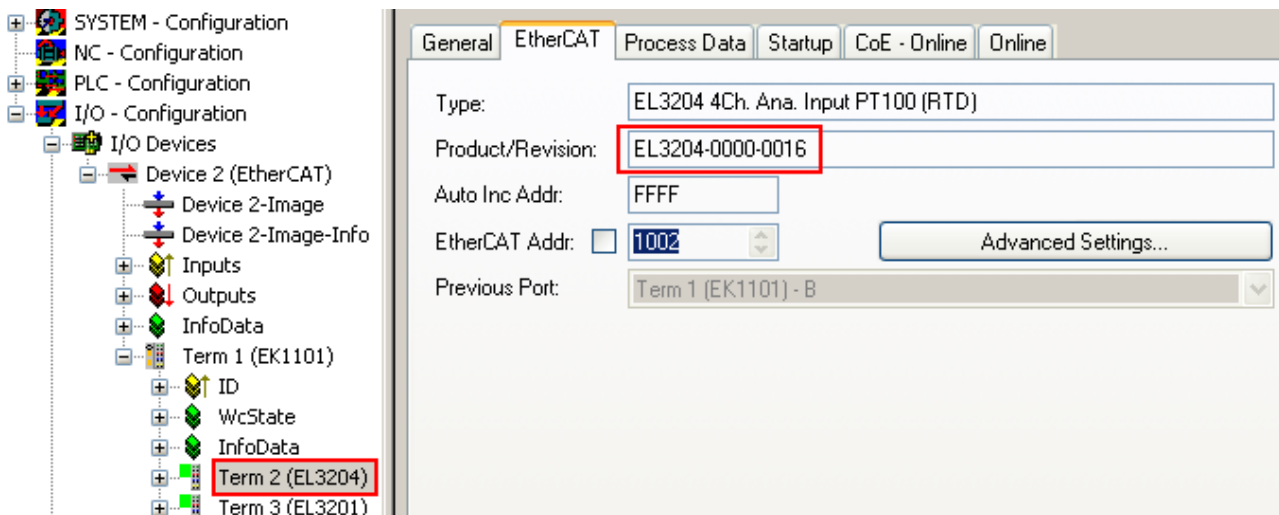 SYSTEM - Configuration
NC - Configuration
PLC - Configuration
I/O - Configuration
I/O Devices
Device 2 (EtherCAT)
Device 2-Image
Device 2-Image-Info
Inputs
Outputs
InfoData
Term 1 (EK1101)
ID
WcState
InfoData
Term 2 (EL3204)
Term 3 (EL3201)
General EtherCAT Process Data Startup CoE - Online Online
Type: EL3204 4Ch. Ana. Input PT100 (RTD)
Product/Revision: EL3204-0000-0016
Auto Inc Addr: FFFF
EtherCAT Addr: 1002 Advanced Settings...
Previous Port: Term 1 (EK1101) - B